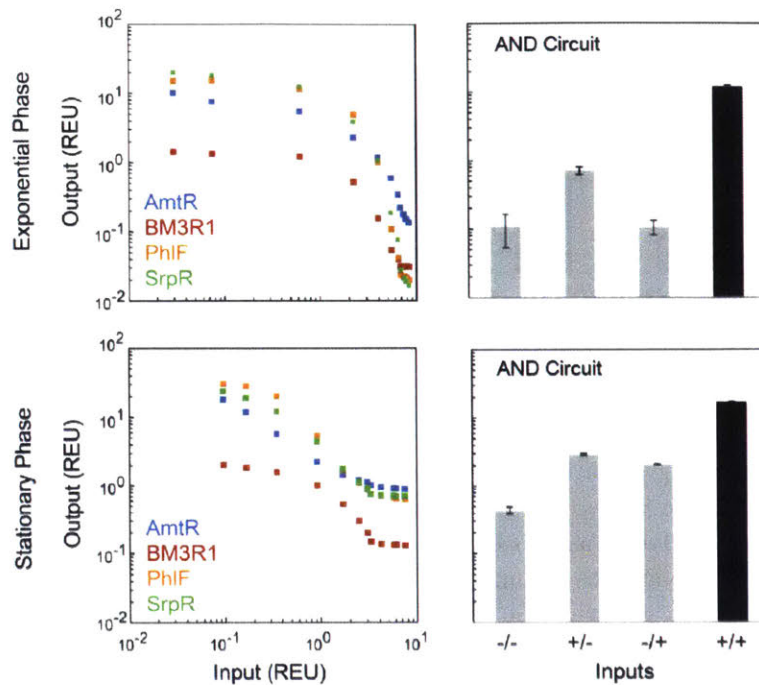 Exponential Phase
Output (REU)
10^2
10^1
10^0
10^-1
10^-2
AmtR
BM3R1
PhlF
SrpR
AND Circuit
Stationary Phase
Output (REU)
10^2
10^1
10^0
10^-1
10^-2
AmtR
BM3R1
PhlF
SrpR
10^-2
10^-1
10^0
10^1
Input (REU)
AND Circuit
-/-
+/-
-/+
+/+
Inputs